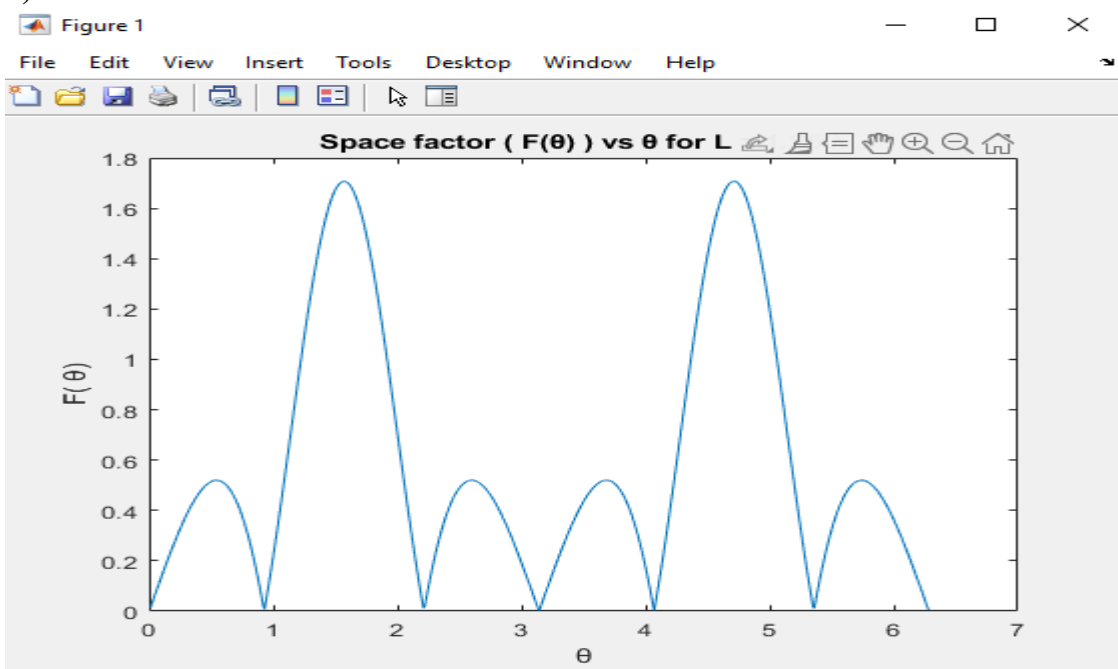 )
Figure 1
File Edit View Insert Tools Desktop Window Help
Space factor ( F(θ) ) vs θ for L
1.8
1.6
1.4
1.2
1
0.8
0.6
0.4
0.2
0
F( θ)
0 1 2 3 4 5 6 7
θ